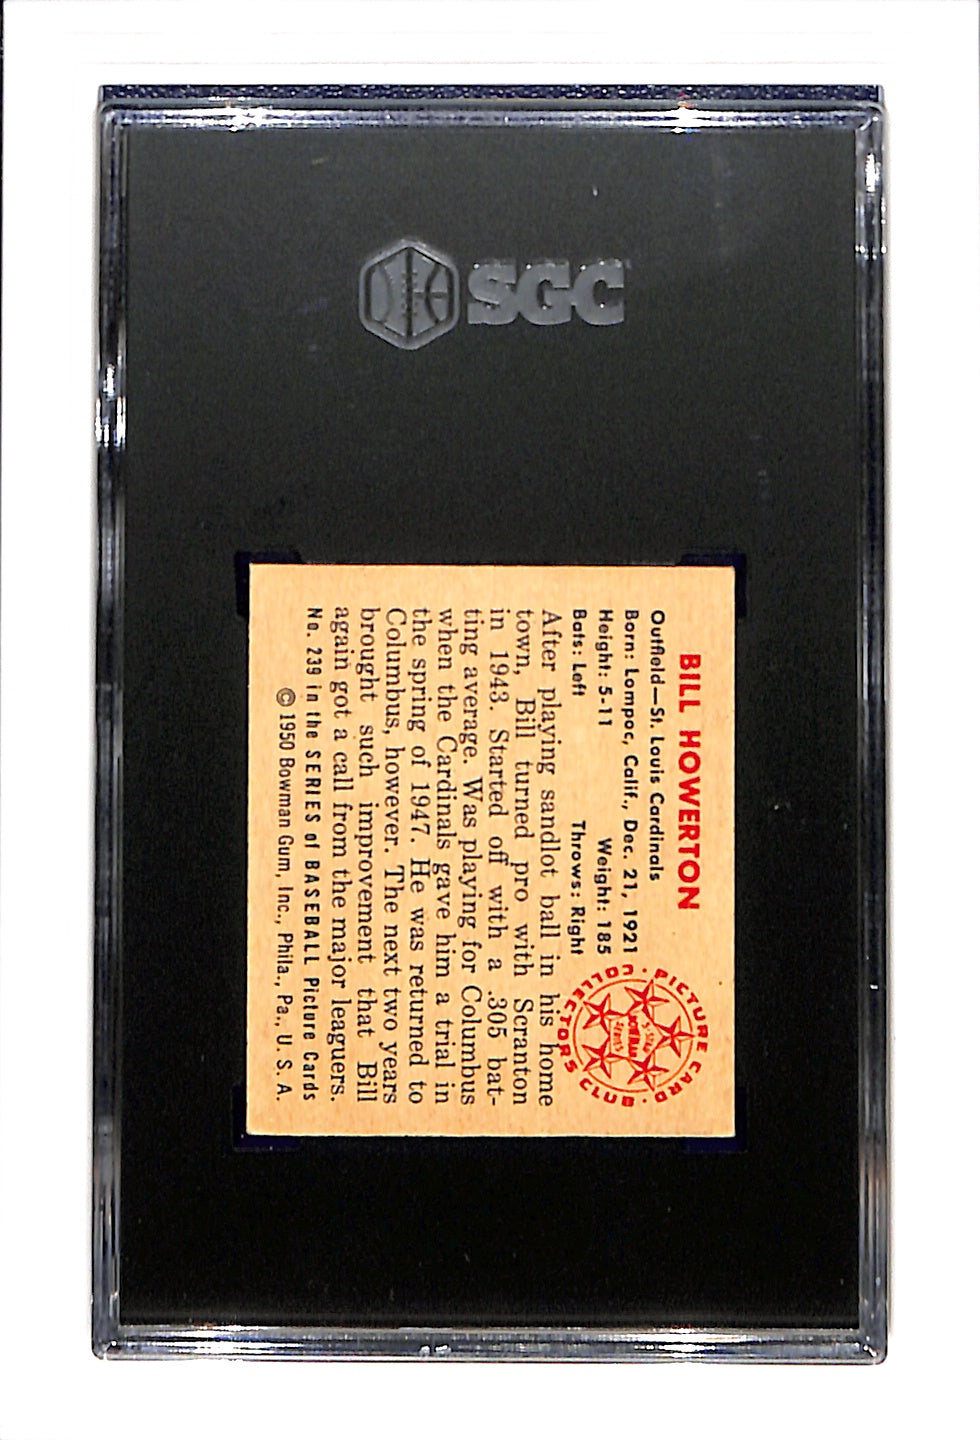 SGC
BILL HOWERTON
Outfield—St. Louis Cardinals
Born: Lompoc, Calif., Dec. 21, 1921
Height: 5-11 Weight: 185
Bats: Left Throws: Right
PICTURE CARD COLLECTORS CLUB
5-STAR
BOWMAN
SERIES
After playing sandlot ball in his home
town, Bill turned pro with Scranton
in 1943. Started off with a .305 bat-
ting average. Was playing for Columbus
when the Cardinals gave him a trial in
the spring of 1947. He was returned to
Columbus, however. The next two years
brought such improvement that Bill
again got a call from the major leaguers.
No. 239 in the SERIES of BASEBALL Picture Cards
© 1950 Bowman Gum, Inc., Phila., Pa., U. S. A.